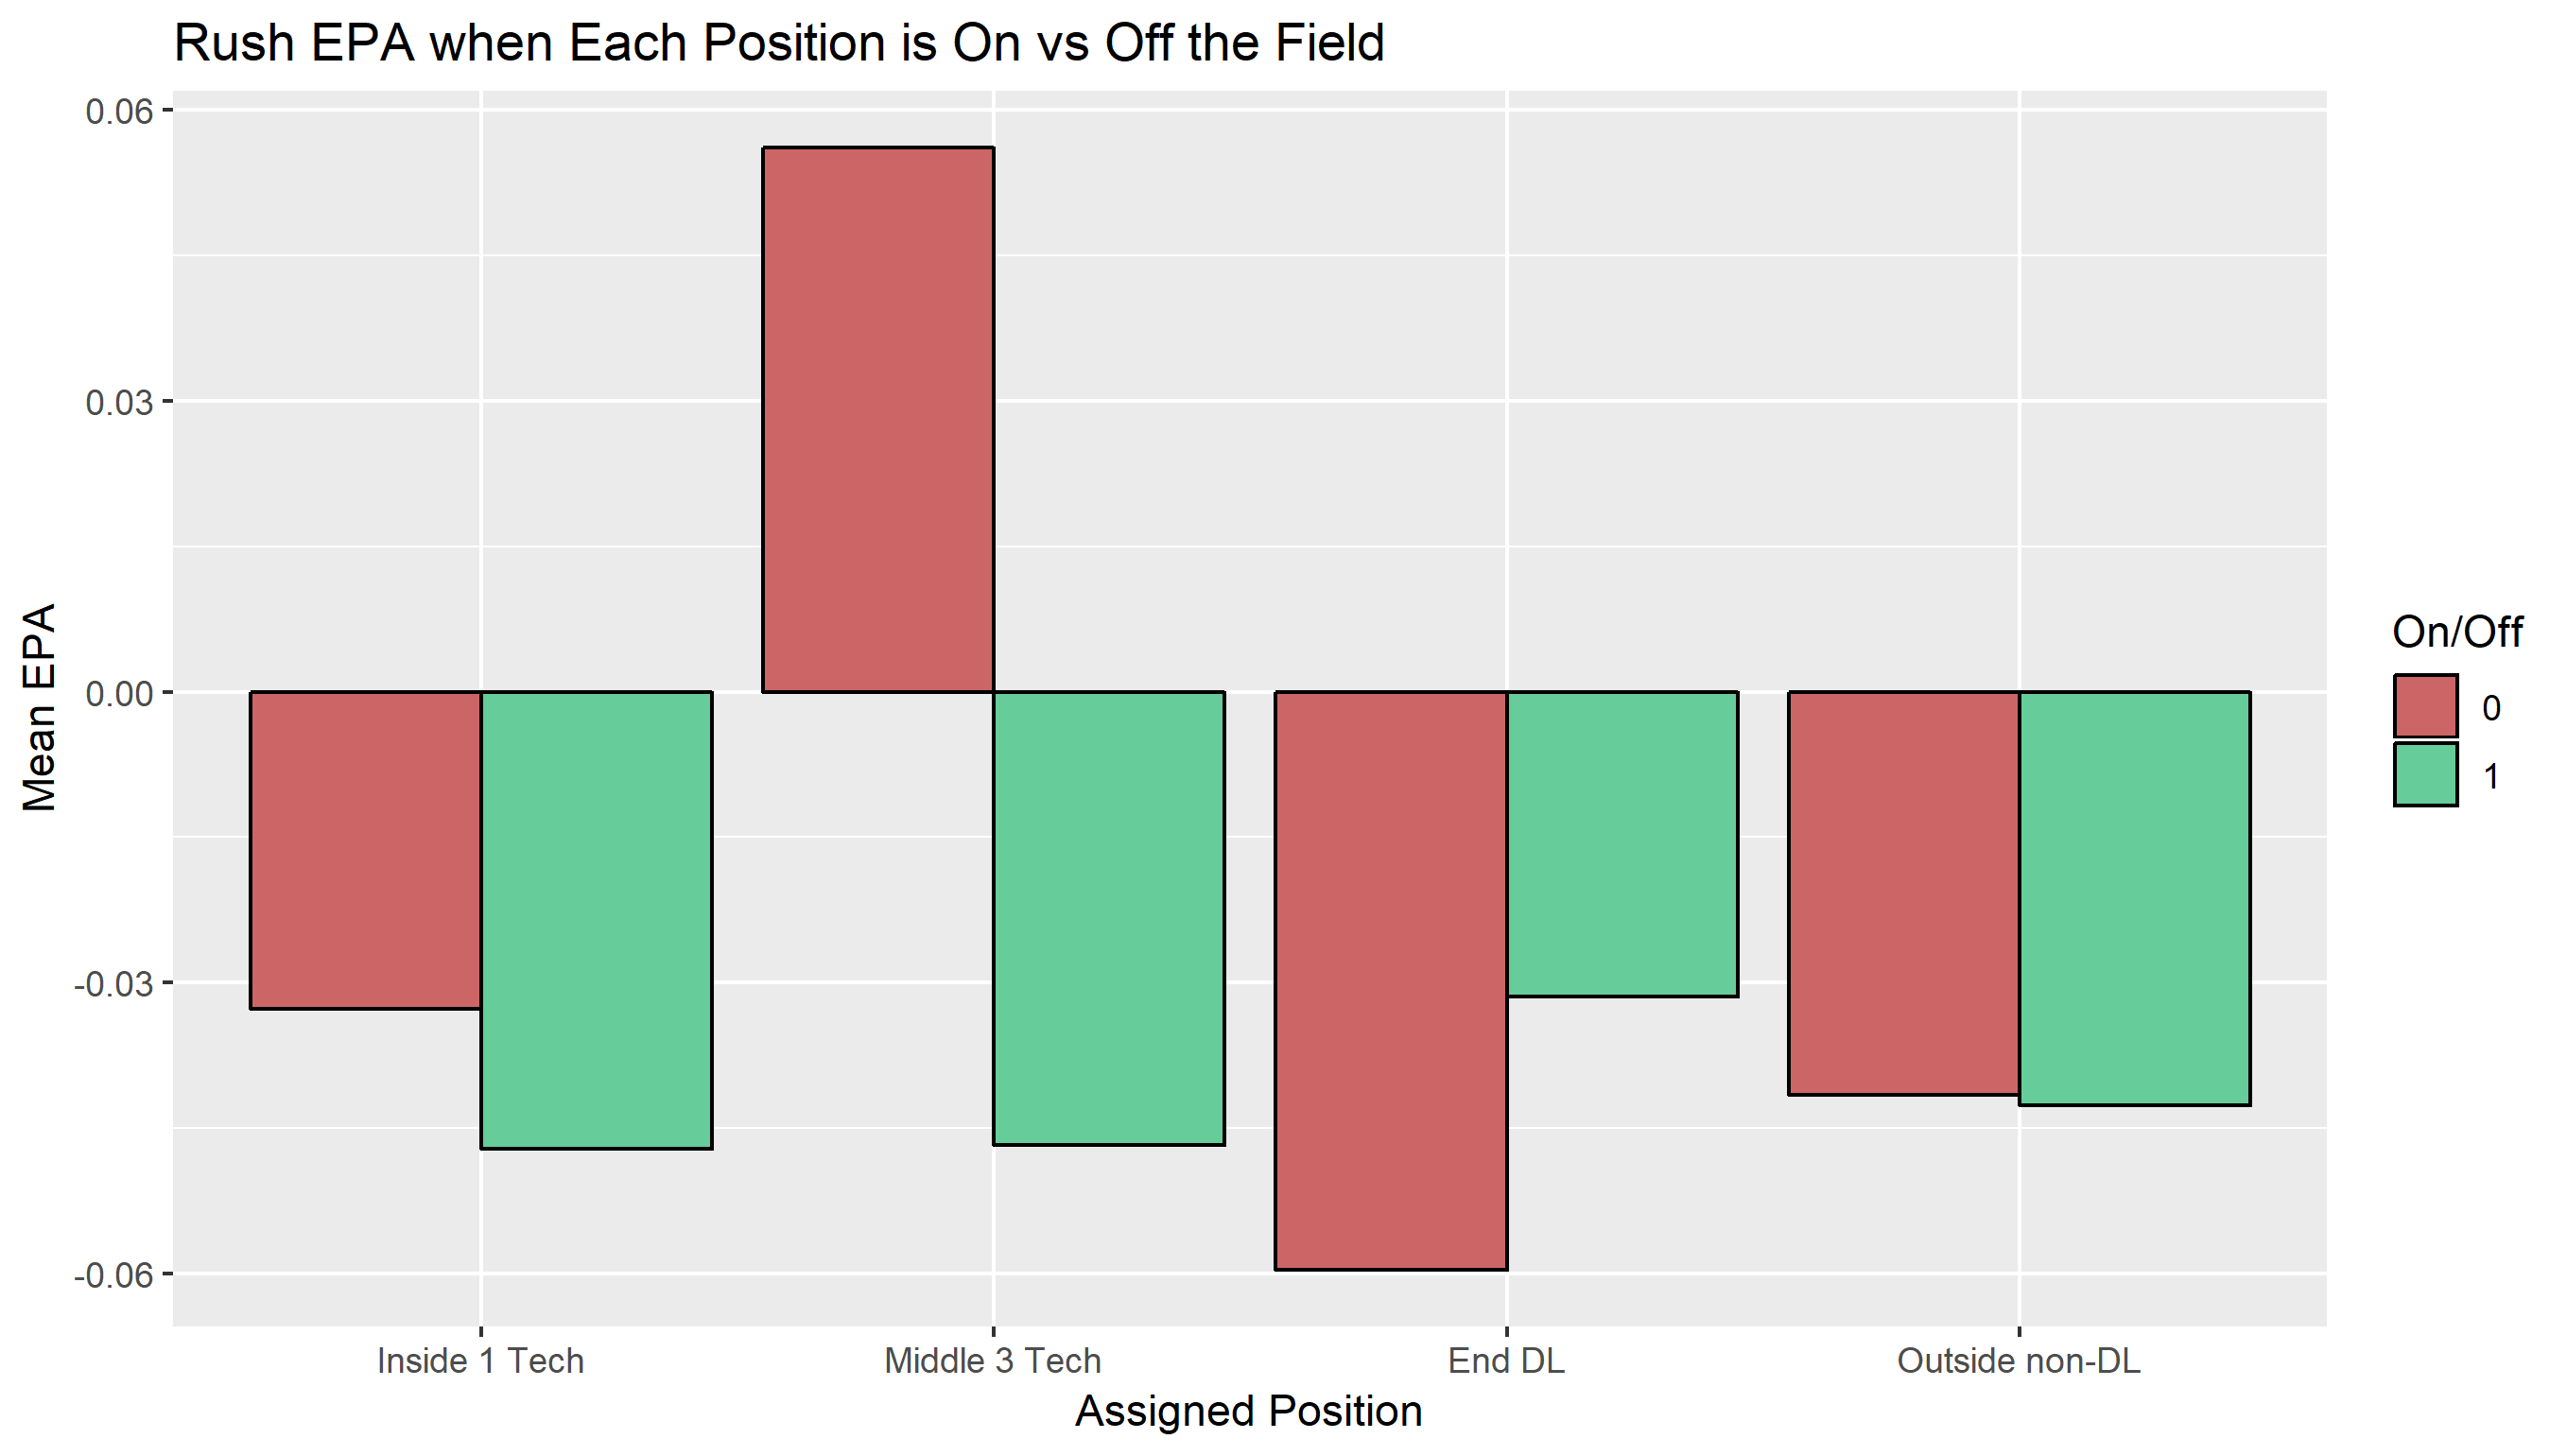 Rush EPA when Each Position is On vs Off the Field
0.06
0.03
0.00
-0.03
-0.06
Mean EPA
Inside 1 Tech
Middle 3 Tech
End DL
Outside non-DL
Assigned Position
On/Off
0
1